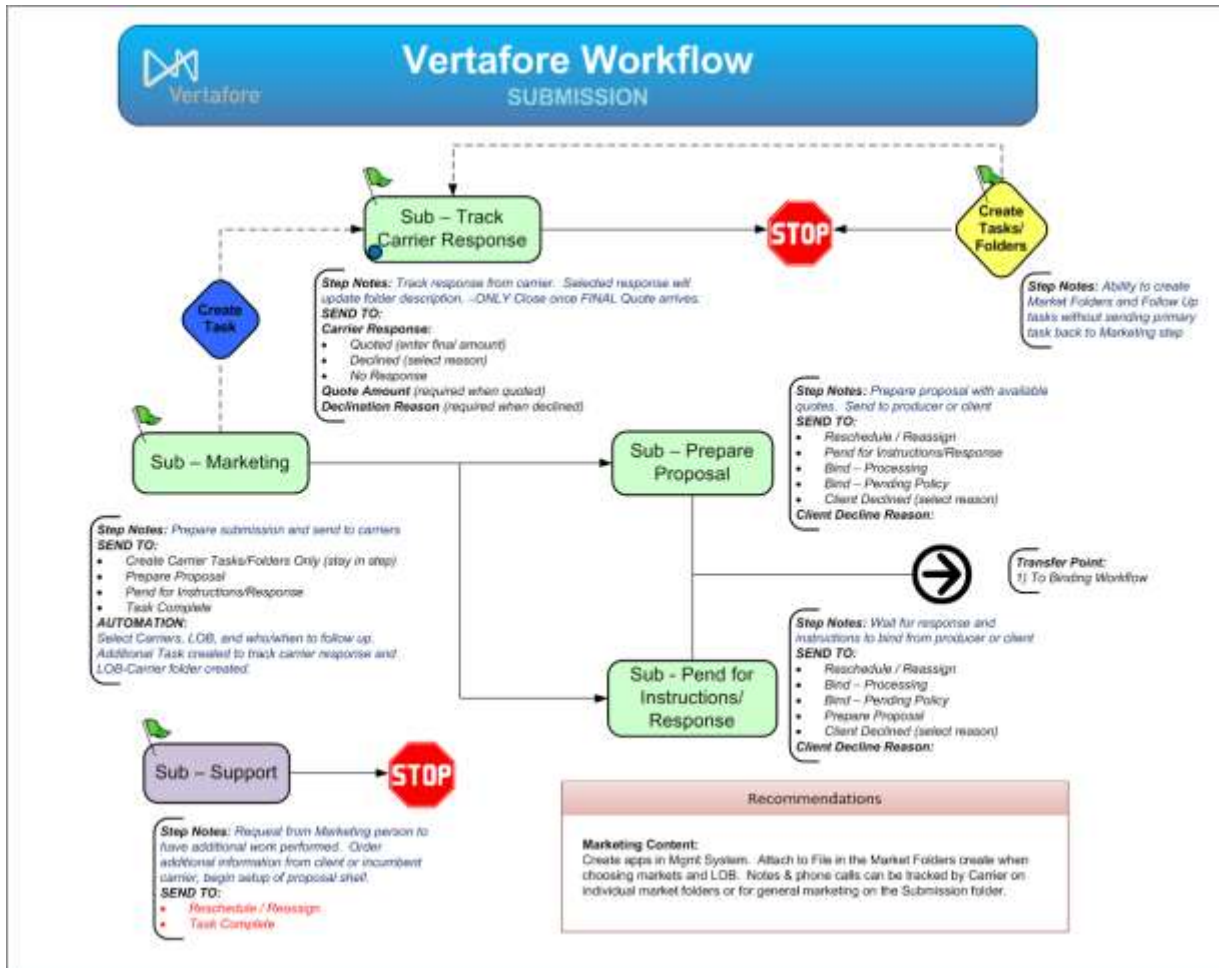 Vertafore Workflow
SUBMISSION
Vertafore
Sub – Track
Carrier Response
STOP
Create
Tasks/
Folders
Create
Task
Step Notes: Track response from carrier. Selected response will
update folder description. –ONLY Close once FINAL Quote arrives.
SEND TO:
Carrier Response:
• Quoted (enter final amount)
• Declined (select reason)
• No Response
Quote Amount (required when quoted)
Declination Reason (required when declined)
Step Notes: Ability to create
Market Folders and Follow Up
tasks without sending primary
task back to Marketing step
Sub – Marketing
Sub – Prepare
Proposal
Step Notes: Prepare proposal with available
quotes. Send to producer or client
SEND TO:
• Reschedule / Reassign
• Pend for Instructions/Response
• Bind – Processing
• Bind – Pending Policy
• Client Declined (select reason)
Client Decline Reason:
Step Notes: Prepare submission and send to carriers
SEND TO:
• Create Carrier Tasks/Folders Only (stay in step)
• Prepare Proposal
• Pend for Instructions/Response
• Task Complete
AUTOMATION:
Select Carriers, LOB, and who/when to follow up.
Additional Task created to track carrier response and
LOB-Carrier folder created.
Transfer Point:
1) To Binding Workflow
Sub - Pend for
Instructions/
Response
Step Notes: Wait for response and
instructions to bind from producer or client
SEND TO:
• Reschedule / Reassign
• Bind – Processing
• Bind – Pending Policy
• Prepare Proposal
• Client Declined (select reason)
Client Decline Reason:
Sub – Support
STOP
Step Notes: Request from Marketing person to
have additional work performed. Order
additional information from client or incumbent
carrier, begin setup of proposal shell.
SEND TO:
• Reschedule / Reassign
• Task Complete
Recommendations
Marketing Content:
Create apps in Mgmt System. Attach to File in the Market Folders create when
choosing markets and LOB. Notes & phone calls can be tracked by Carrier on
individual market folders or for general marketing on the Submission folder.